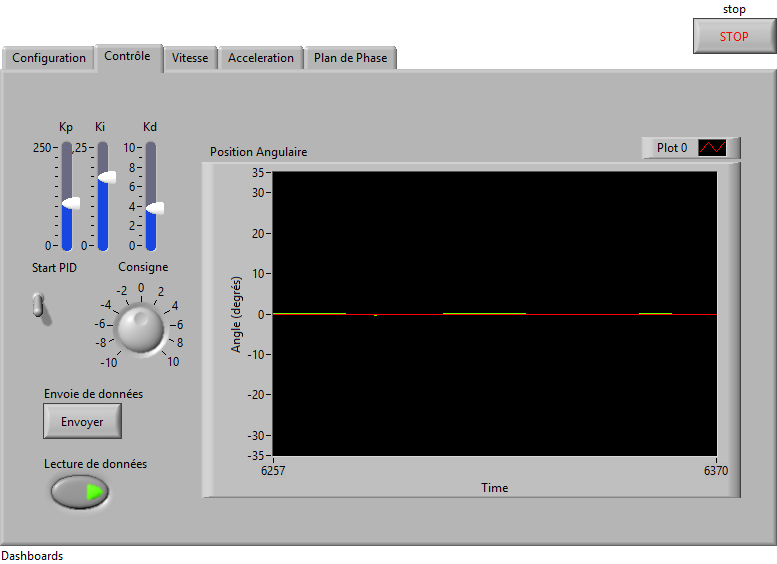 stop
STOP
Configuration
Contrôle
Vitesse
Acceleration
Plan de Phase
Kp
Ki
Kd
250
0
,25
0
10
8
6
4
2
0
Start PID
Consigne
-10
-8
-6
-4
-2
0
2
4
6
8
10
Envoie de données
Envoyer
Lecture de données
Position Angulaire
Plot 0
Angle (degrés)
35
30
20
10
0
-10
-20
-30
-35
6257
6370
Time
Dashboards